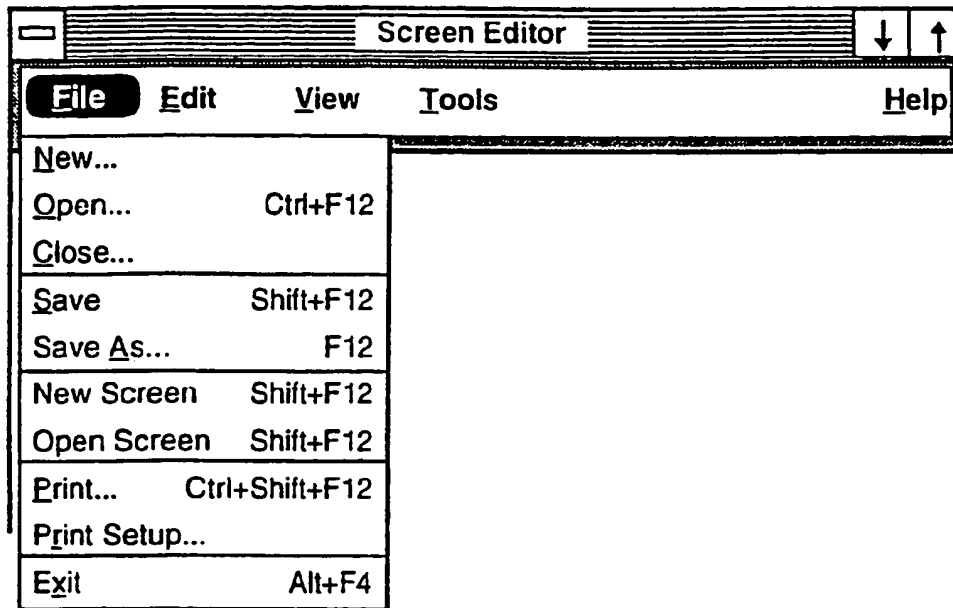 Screen Editor
File Edit View Tools Help
New...
Open... Ctrl+F12
Close...
Save Shift+F12
Save As... F12
New Screen Shift+F12
Open Screen Shift+F12
Print... Ctrl+Shift+F12
Print Setup...
Exit Alt+F4